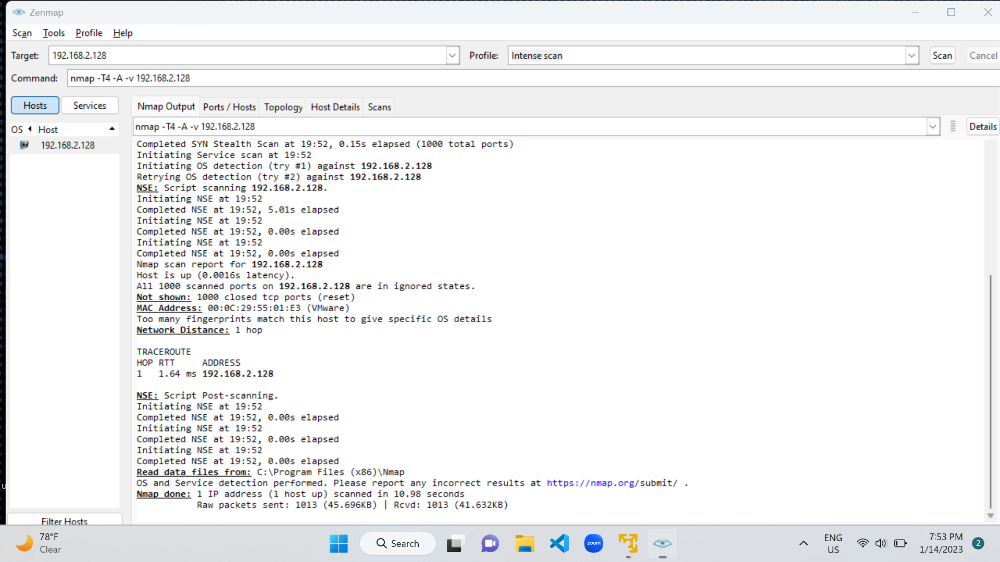 Zenmap
Scan Tools Profile Help
Target: 192.168.2.128 Profile: Intense scan Scan Cancel
Command: nmap -T4 -A -v 192.168.2.128
Hosts Services
Nmap Output Ports / Hosts Topology Host Details Scans
OS Host
192.168.2.128
nmap -T4 -A -v 192.168.2.128 Details
Completed SYN Stealth Scan at 19:52, 0.15s elapsed (1000 total ports)
Initiating Service scan at 19:52
Initiating OS detection (try #1) against 192.168.2.128
Retrying OS detection (try #2) against 192.168.2.128
NSE: Script scanning 192.168.2.128.
Initiating NSE at 19:52
Completed NSE at 19:52, 5.01s elapsed
Initiating NSE at 19:52
Completed NSE at 19:52, 0.00s elapsed
Initiating NSE at 19:52
Completed NSE at 19:52, 0.00s elapsed
Nmap scan report for 192.168.2.128
Host is up (0.0016s latency).
All 1000 scanned ports on 192.168.2.128 are in ignored states.
Not shown: 1000 closed tcp ports (reset)
MAC Address: 00:0C:29:55:01:E3 (VMware)
Too many fingerprints match this host to give specific OS details
Network Distance: 1 hop
TRACEROUTE
HOP RTT ADDRESS
1 1.64 ms 192.168.2.128
NSE: Script Post-scanning.
Initiating NSE at 19:52
Completed NSE at 19:52, 0.00s elapsed
Initiating NSE at 19:52
Completed NSE at 19:52, 0.00s elapsed
Initiating NSE at 19:52
Completed NSE at 19:52, 0.00s elapsed
Read data files from: C:\Program Files (x86)\Nmap
OS and Service detection performed. Please report any incorrect results at https://nmap.org/submit/ .
Nmap done: 1 IP address (1 host up) scanned in 10.98 seconds
Raw packets sent: 1013 (45.696KB) | Rcvd: 1013 (41.632KB)
Filter Hosts
78°F
Clear
Search
zoom
ENG
US
7:53 PM
1/14/2023
2